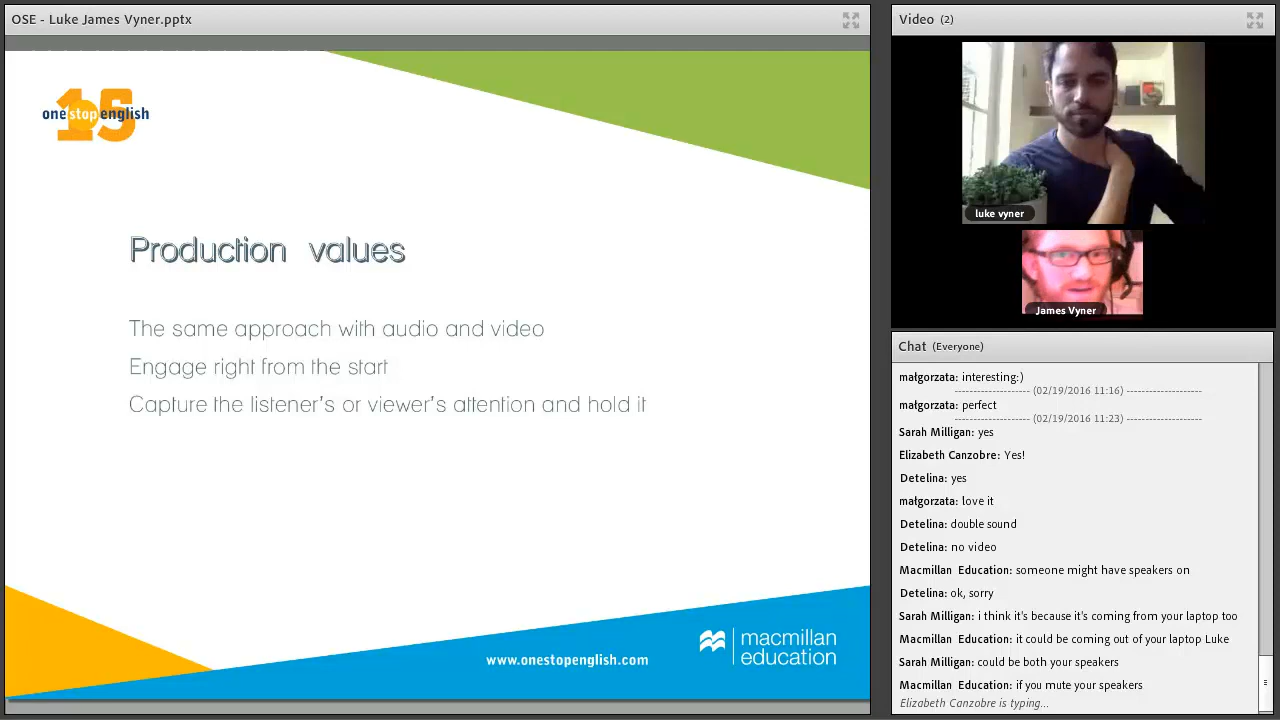 OSE - Luke James Vyner.pptx
15
one stop english
Production values
The same approach with audio and video
Engage right from the start
Capture the listener's or viewer's attention and hold it
www.onestopenglish.com
macmillan
education
Video (2)
luke vyner
James Vyner
Chat (Everyone)
małgorzata: interesting:)
-------------------- (02/19/2016 11:16) --------------------
małgorzata: perfect
-------------------- (02/19/2016 11:23) --------------------
Sarah Milligan: yes
Elizabeth Canzobre: Yes!
Detelina: yes
małgorzata: love it
Detelina: double sound
Detelina: no video
Macmillan Education: someone might have speakers on
Detelina: ok, sorry
Sarah Milligan: i think it's because it's coming from your laptop too
Macmillan Education: it could be coming out of your laptop Luke
Sarah Milligan: could be both your speakers
Macmillan Education: if you mute your speakers
Elizabeth Canzobre is typing...